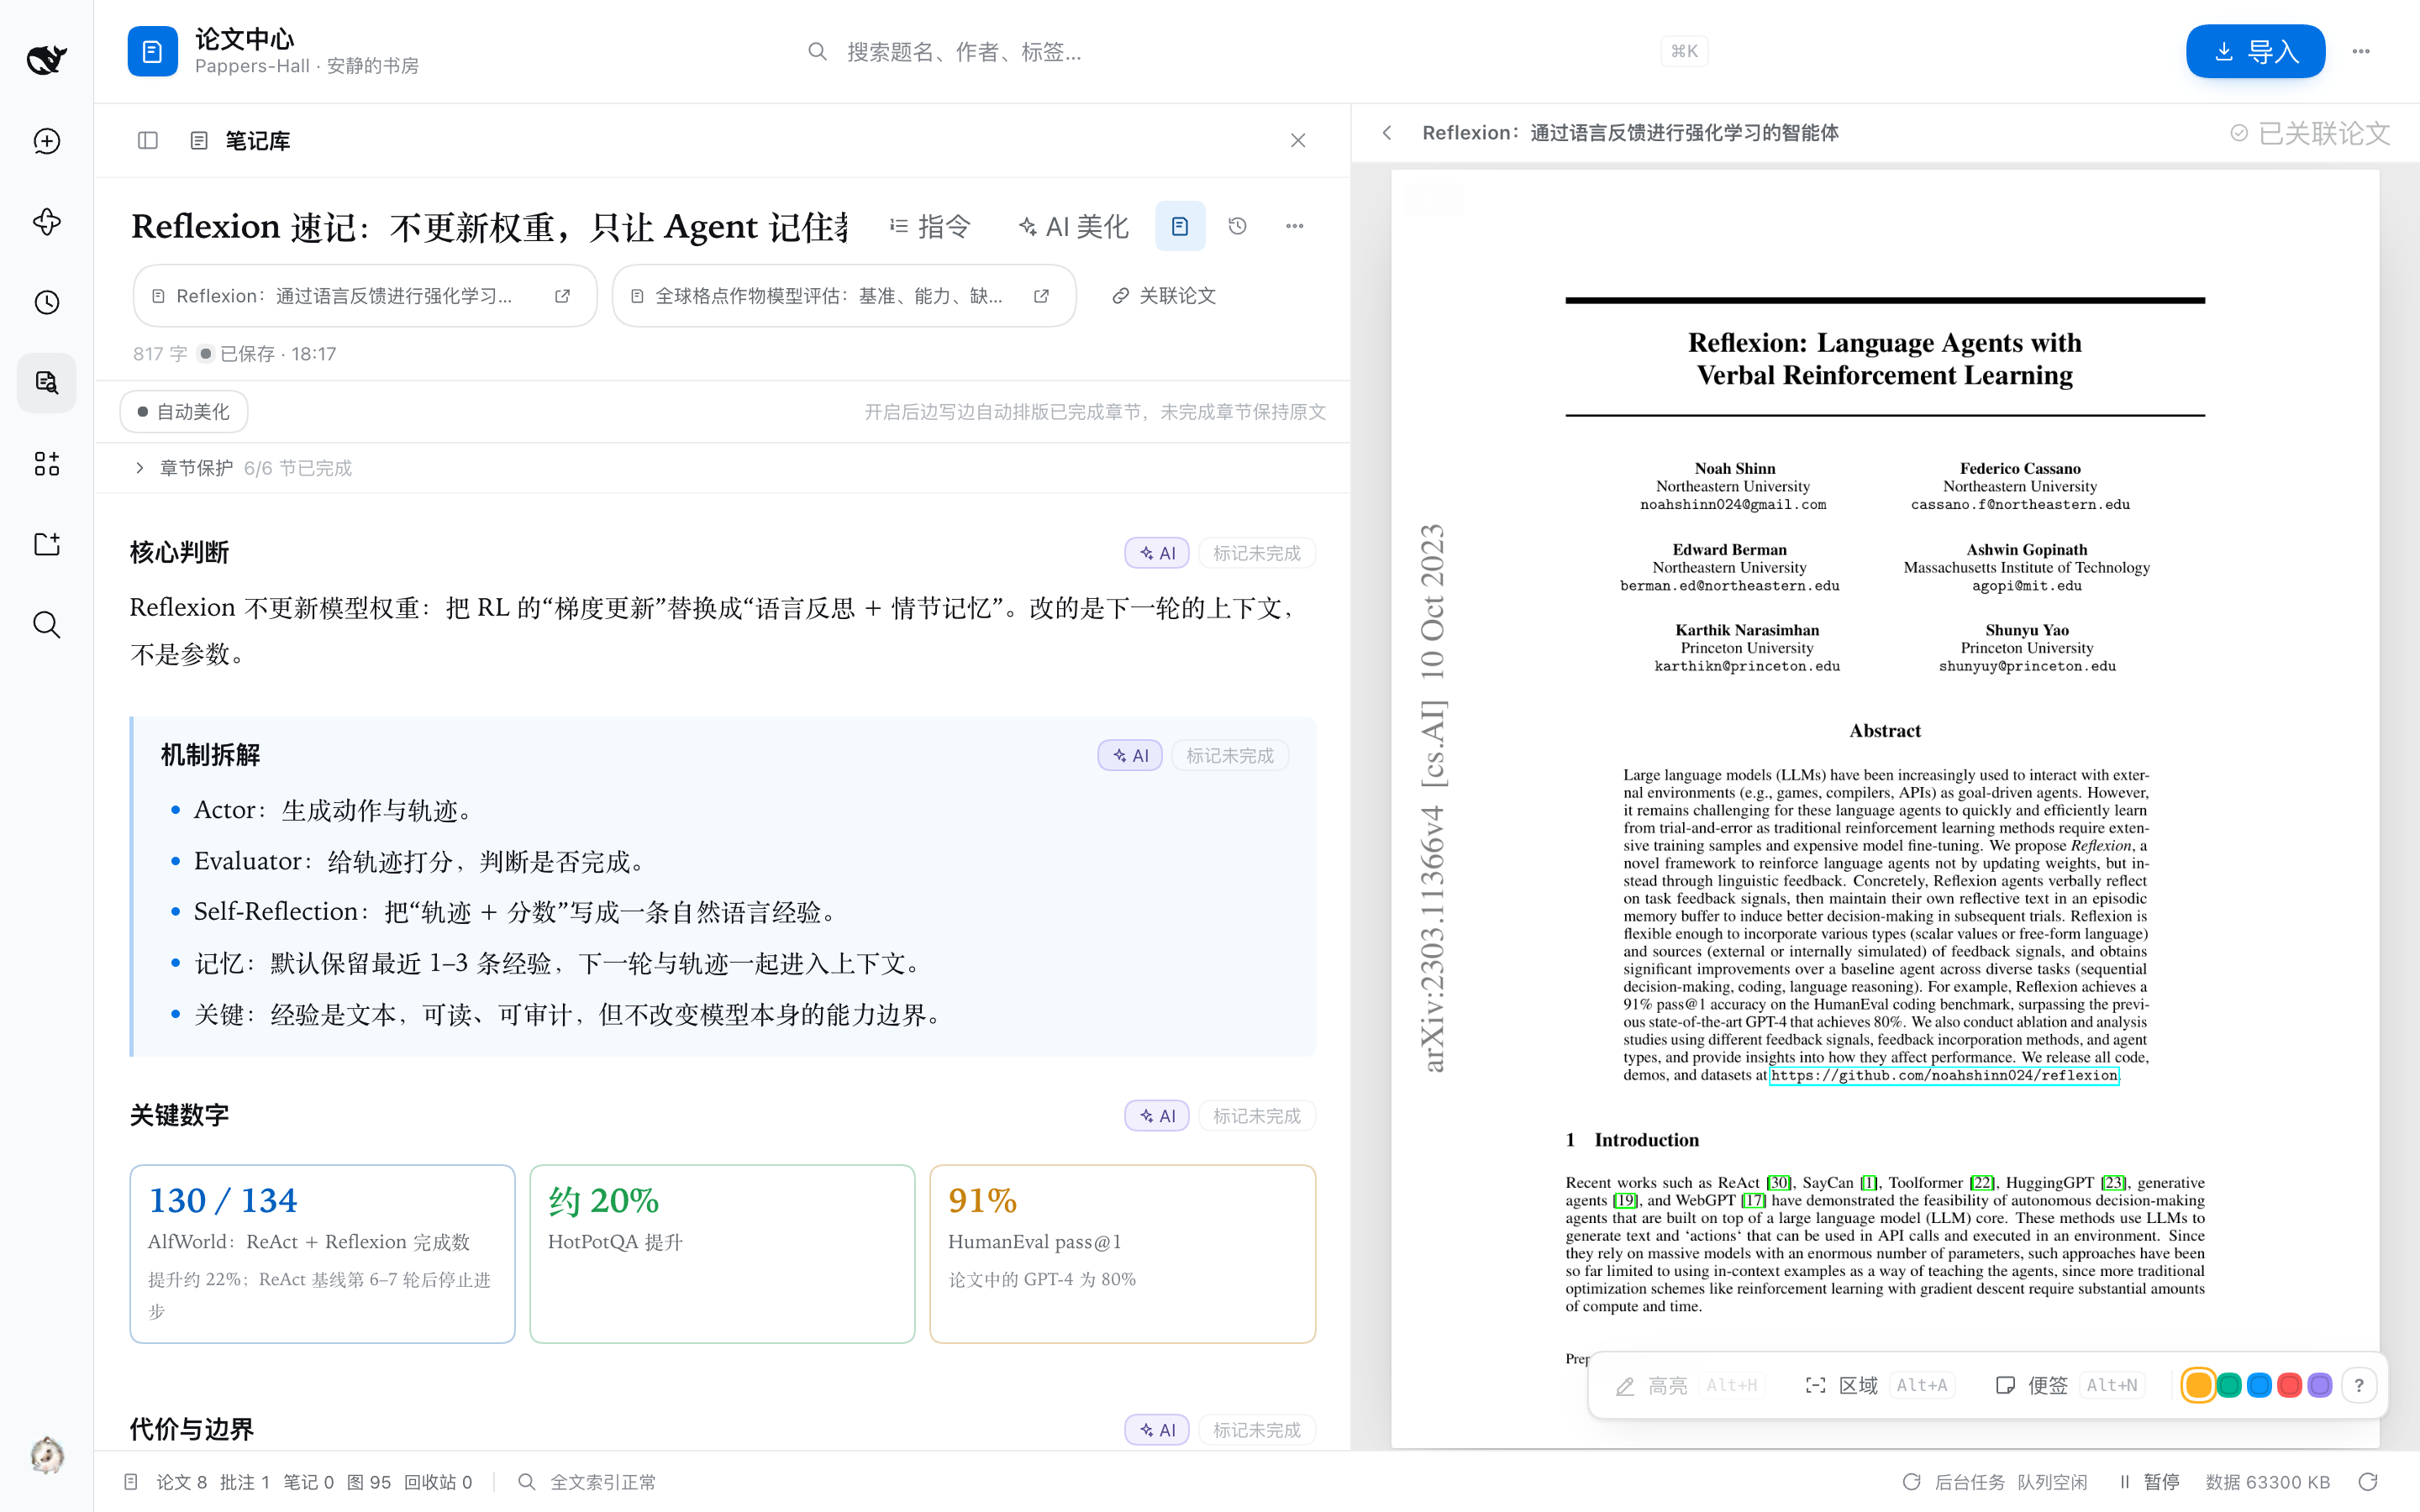 论文中心
Pappers-Hall · 安静的书房
搜索题名、作者、标签...
⌘K
导入
笔记库
Reflexion 速记：不更新权重，只让 Agent 记住
指令
AI 美化
Reflexion：通过语言反馈进行强化学习...
全球格点作物模型评估：基准、能力、缺...
关联论文
817 字 已保存 · 18:17
自动美化
开启后边写边自动排版已完成章节，未完成章节保持原文
章节保护 6/6 节已完成
核心判断
AI
标记未完成
Reflexion 不更新模型权重：把 RL 的“梯度更新”替换成“语言反思 + 情节记忆”。改的是下一轮的上下文，
不是参数。
机制拆解
AI
标记未完成
Actor：生成动作与轨迹。
Evaluator：给轨迹打分，判断是否完成。
Self-Reflection：把“轨迹 + 分数”写成一条自然语言经验。
记忆：默认保留最近 1–3 条经验，下一轮与轨迹一起进入上下文。
关键：经验是文本，可读、可审计，但不改变模型本身的能力边界。
关键数字
AI
标记未完成
130 / 134
AlfWorld：ReAct + Reflexion 完成数
提升约 22%；ReAct 基线第 6–7 轮后停止进
步
约 20%
HotPotQA 提升
91%
HumanEval pass@1
论文中的 GPT-4 为 80%
代价与边界
AI
标记未完成
Reflexion：通过语言反馈进行强化学习的智能体
已关联论文
arXiv:2303.11366v4 [cs.AI] 10 Oct 2023
Reflexion: Language Agents with
Verbal Reinforcement Learning
Noah Shinn
Northeastern University
noahshinn024@gmail.com
Federico Cassano
Northeastern University
cassano.f@northeastern.edu
Edward Berman
Northeastern University
berman.ed@northeastern.edu
Ashwin Gopinath
Massachusetts Institute of Technology
agopi@mit.edu
Karthik Narasimhan
Princeton University
karthikn@princeton.edu
Shunyu Yao
Princeton University
shunyuy@princeton.edu
Abstract
Large language models (LLMs) have been increasingly used to interact with exter-
nal environments (e.g., games, compilers, APIs) as goal-driven agents. However,
it remains challenging for these language agents to quickly and efficiently learn
from trial-and-error as traditional reinforcement learning methods require exten-
sive training samples and expensive model fine-tuning. We propose Reflexion, a
novel framework to reinforce language agents not by updating weights, but in-
stead through linguistic feedback. Concretely, Reflexion agents verbally reflect
on task feedback signals, then maintain their own reflective text in an episodic
memory buffer to induce better decision-making in subsequent trials. Reflexion is
flexible enough to incorporate various types (scalar values or free-form language)
and sources (external or internally simulated) of feedback signals, and obtains
significant improvements over a baseline agent across diverse tasks (sequential
decision-making, coding, language reasoning). For example, Reflexion achieves a
91% pass@1 accuracy on the HumanEval coding benchmark, surpassing the previ-
ous state-of-the-art GPT-4 that achieves 80%. We also conduct ablation and analysis
studies using different feedback signals, feedback incorporation methods, and agent
types, and provide insights into how they affect performance. We release all code,
demos, and datasets at https://github.com/noahshinn024/reflexion.
1 Introduction
Recent works such as ReAct [30], SayCan [1], Toolformer [22], HuggingGPT [23], generative
agents [19], and WebGPT [17] have demonstrated the feasibility of autonomous decision-making
agents that are built on top of a large language model (LLM) core. These methods use LLMs to
generate text and ‘actions‘ that can be used in API calls and executed in an environment. Since
they rely on massive models with an enormous number of parameters, such approaches have been
so far limited to using in-context examples as a way of teaching the agents, since more traditional
optimization schemes like reinforcement learning with gradient descent require substantial amounts
of compute and time.
高亮 Alt+H
区域 Alt+A
便签 Alt+N
?
论文 8 批注 1 笔记 0 图 95 回收站 0
全文索引正常
后台任务 队列空闲
暂停
数据 63300 KB